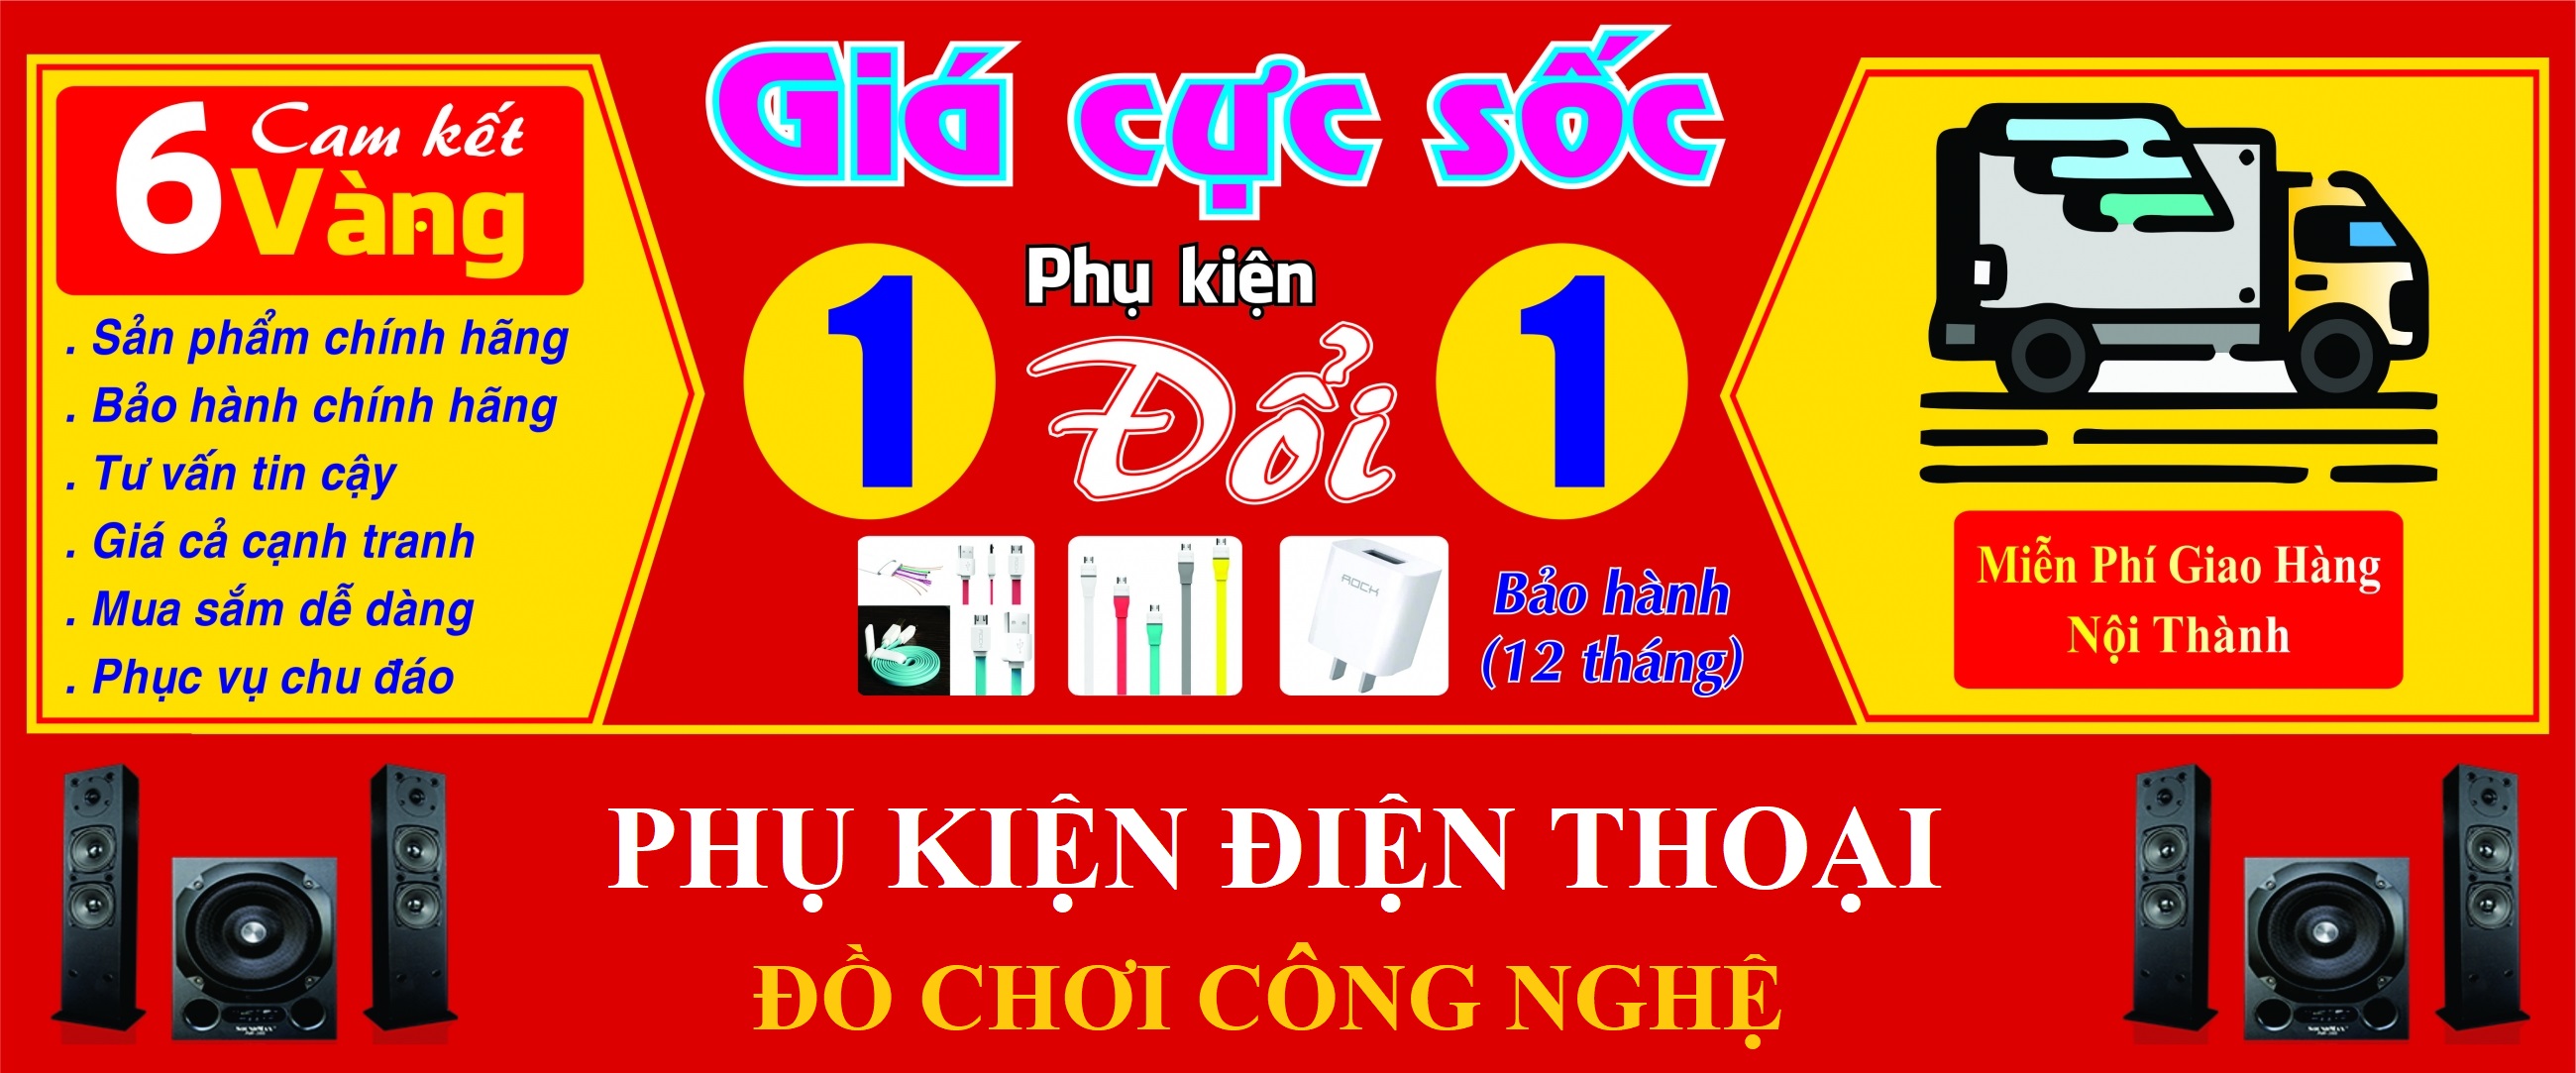 6 Cam kết
Vàng
. Sản phẩm chính hãng
. Bảo hành chính hãng
. Tư vấn tin cậy
. Giá cả cạnh tranh
. Mua sắm dễ dàng
. Phục vụ chu đáo
Giá cực sốc
Phụ kiện
1 Đổi 1
ROCK
Bảo hành
(12 tháng)
Miễn Phí Giao Hàng
Nội Thành
PHỤ KIỆN ĐIỆN THOẠI
ĐỒ CHƠI CÔNG NGHỆ